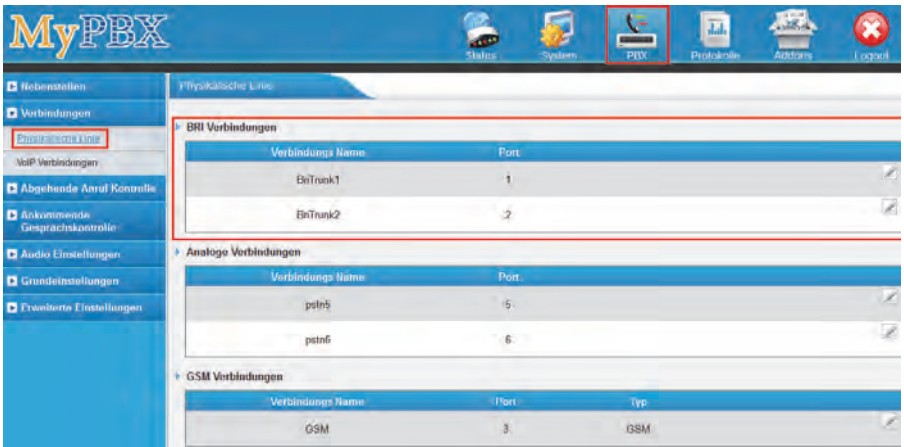 MyPBX
Status
System
PBX
Protokolle
Addons
Logout
Nebenstellen
Verbindungen
Physikalische Linie
VoIP Verbindungen
Abgehende Anruf Kontrolle
Ankommende
Gesprächskontrolle
Audio Einstellungen
Grundeinstellungen
Erweiterte Einstellungen
Physikalische Linie
BRI Verbindungen
Verbindungs Name Port
BriTrunk1 1
BriTrunk2 2
Analoge Verbindungen
Verbindungs Name Port
pstn5 5
pstn6 6
GSM Verbindungen
Verbindungs Name Port Typ
GSM 3 GSM